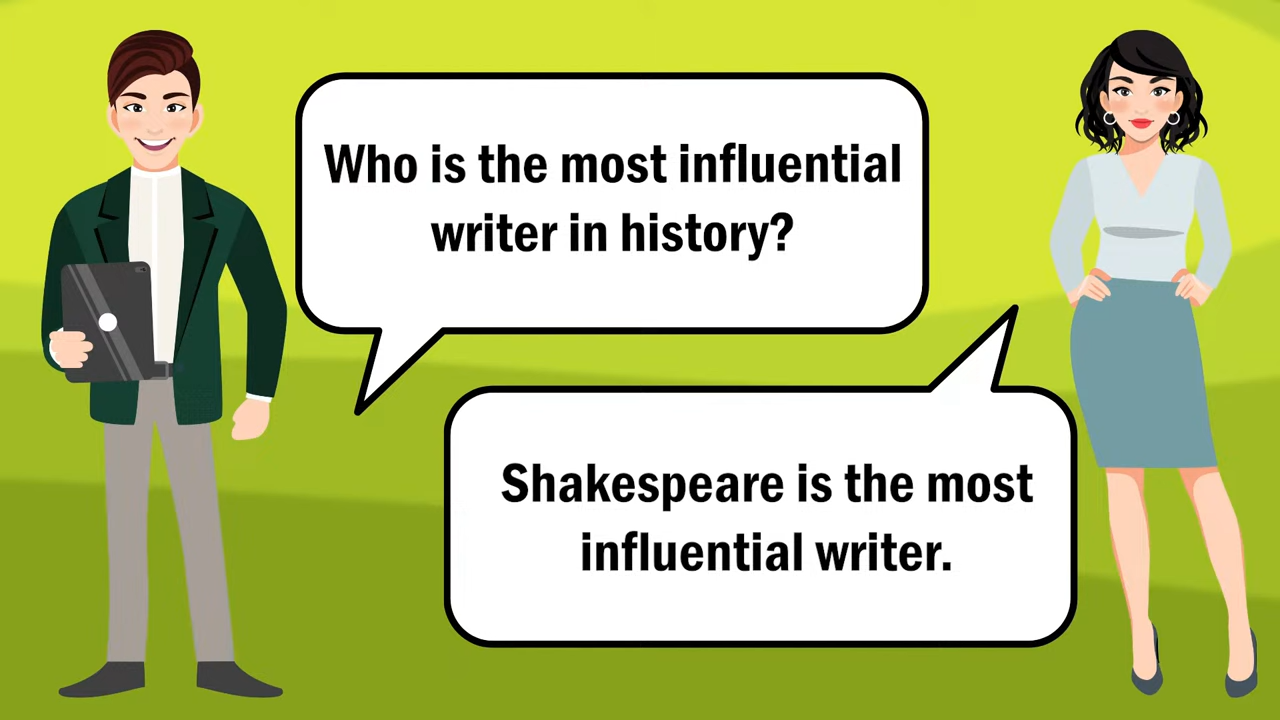 Who is the most influential
writer in history?
Shakespeare is the most
influential writer.